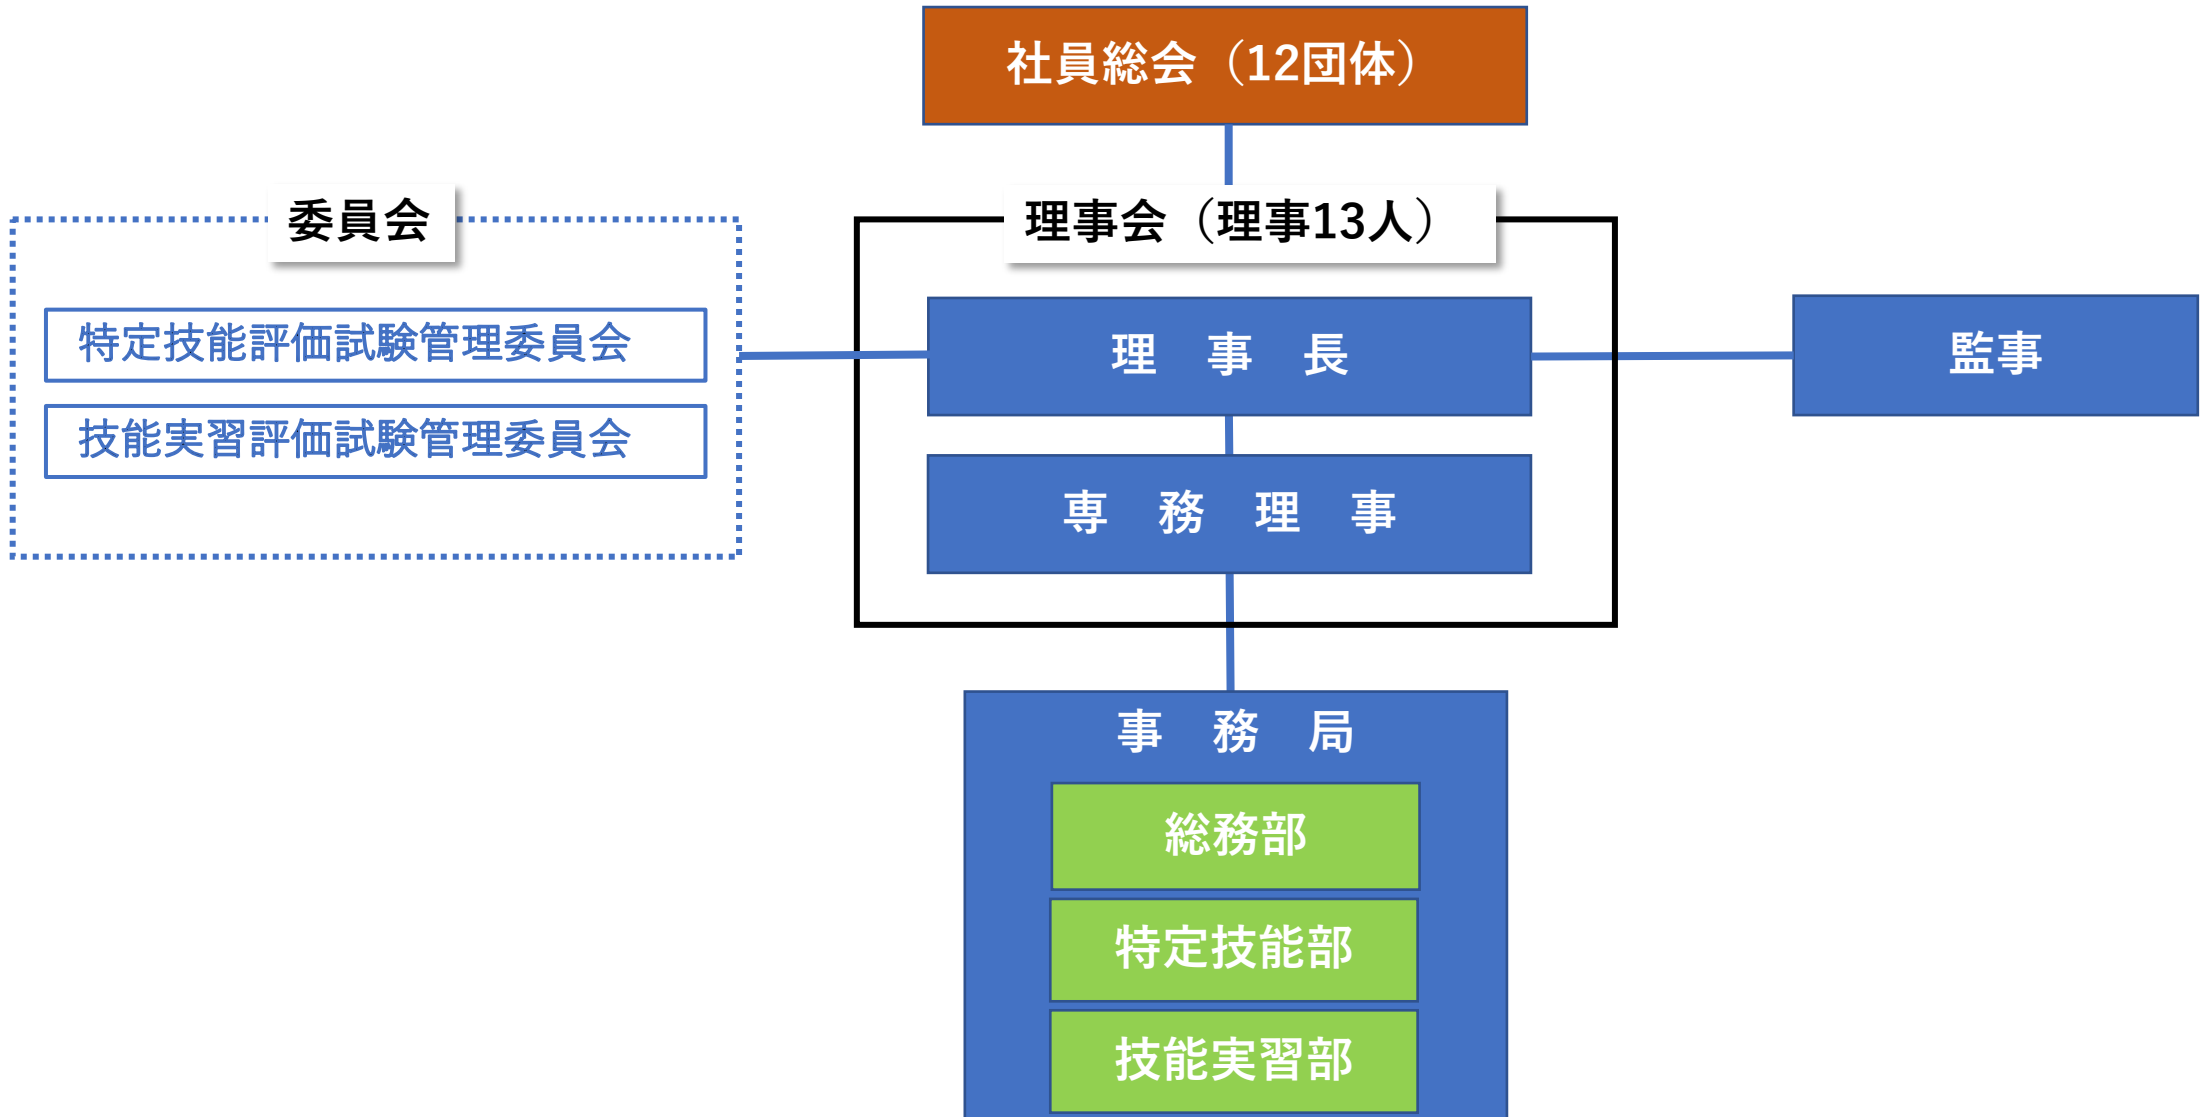 社員総会（12団体）
委員会
理事会（理事13人）
特定技能評価試験管理委員会
技能実習評価試験管理委員会
理　事　長
監事
専　務　理　事
事　務　局
総務部
特定技能部
技能実習部